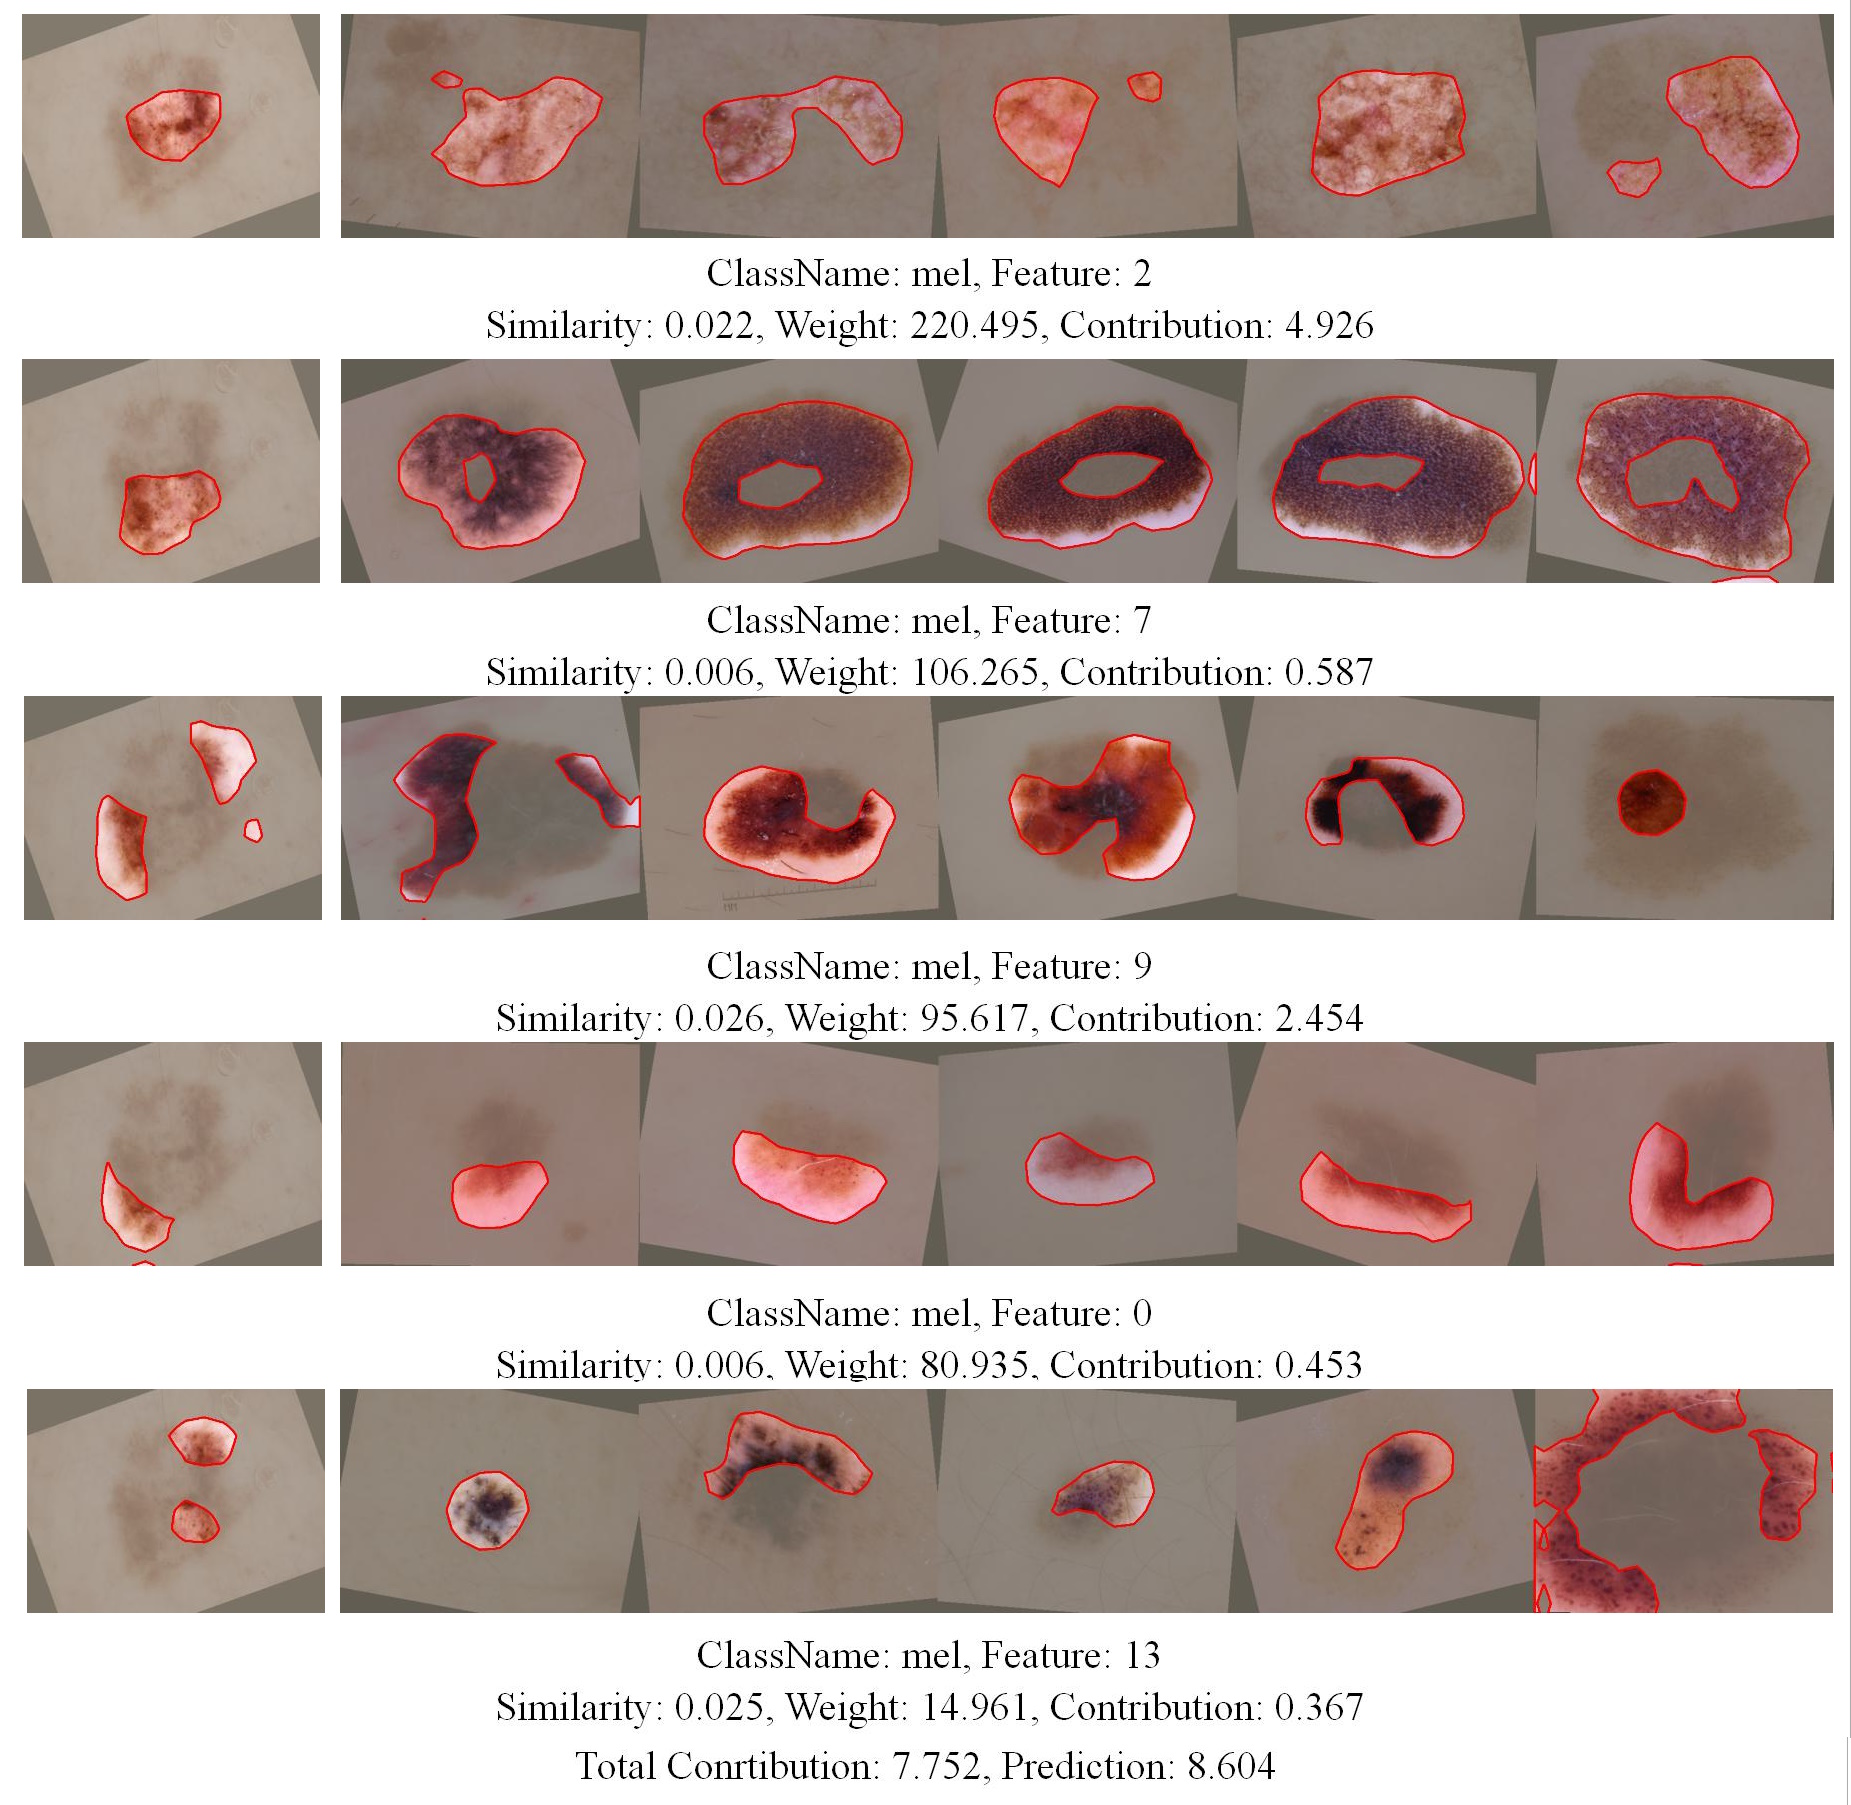 ClassName: mel, Feature: 2
Similarity: 0.022, Weight: 220.495, Contribution: 4.926
ClassName: mel, Feature: 7
Similarity: 0.006, Weight: 106.265, Contribution: 0.587
MM
ClassName: mel, Feature: 9
Similarity: 0.026, Weight: 95.617, Contribution: 2.454
ClassName: mel, Feature: 0
Similarity: 0.006, Weight: 80.935, Contribution: 0.453
ClassName: mel, Feature: 13
Similarity: 0.025, Weight: 14.961, Contribution: 0.367
Total Conrtibution: 7.752, Prediction: 8.604